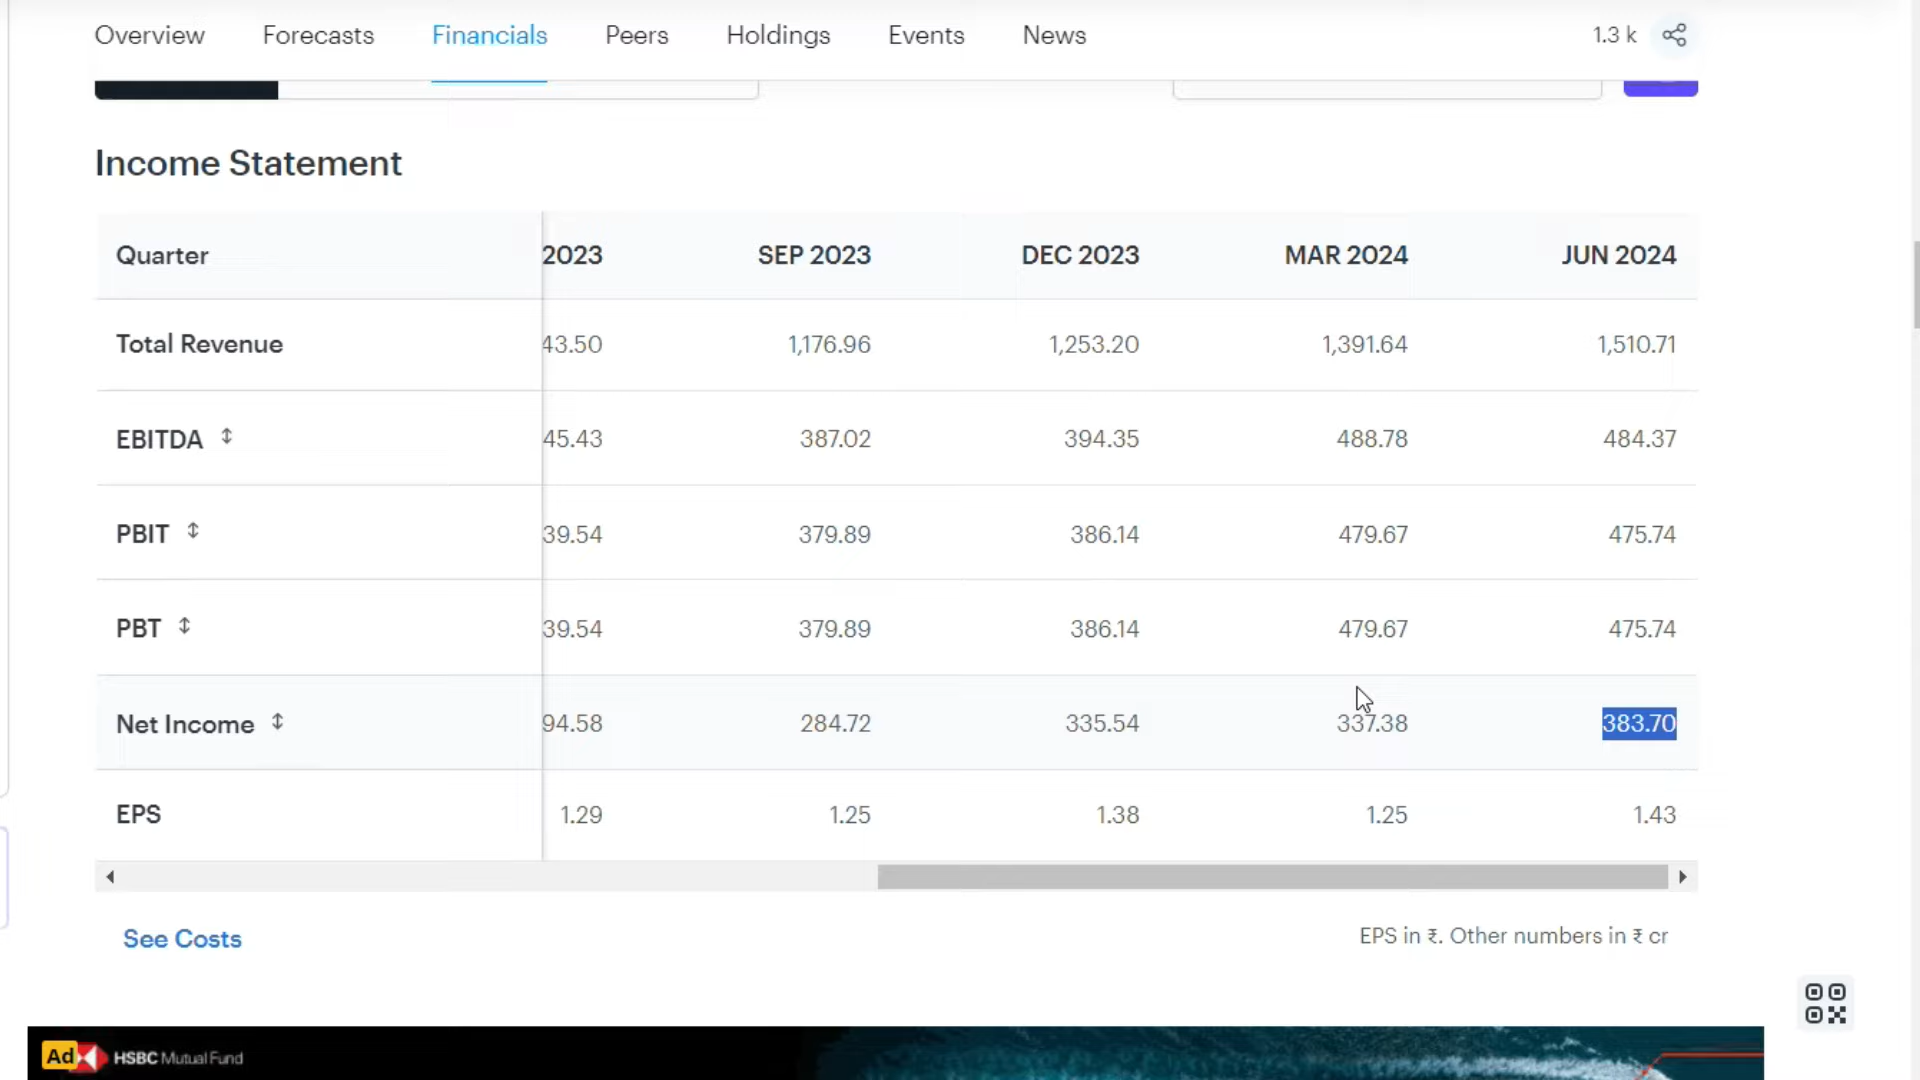 Overview Forecasts Financials Peers Holdings Events News 1.3 k
Income Statement
Quarter 2023 SEP 2023 DEC 2023 MAR 2024 JUN 2024
Total Revenue 43.50 1,176.96 1,253.20 1,391.64 1,510.71
EBITDA 45.43 387.02 394.35 488.78 484.37
PBIT 39.54 379.89 386.14 479.67 475.74
PBT 39.54 379.89 386.14 479.67 475.74
Net Income 94.58 284.72 335.54 337.38 383.70
EPS 1.29 1.25 1.38 1.25 1.43
See Costs
EPS in ₹. Other numbers in ₹ cr
Ad HSBC Mutual Fund